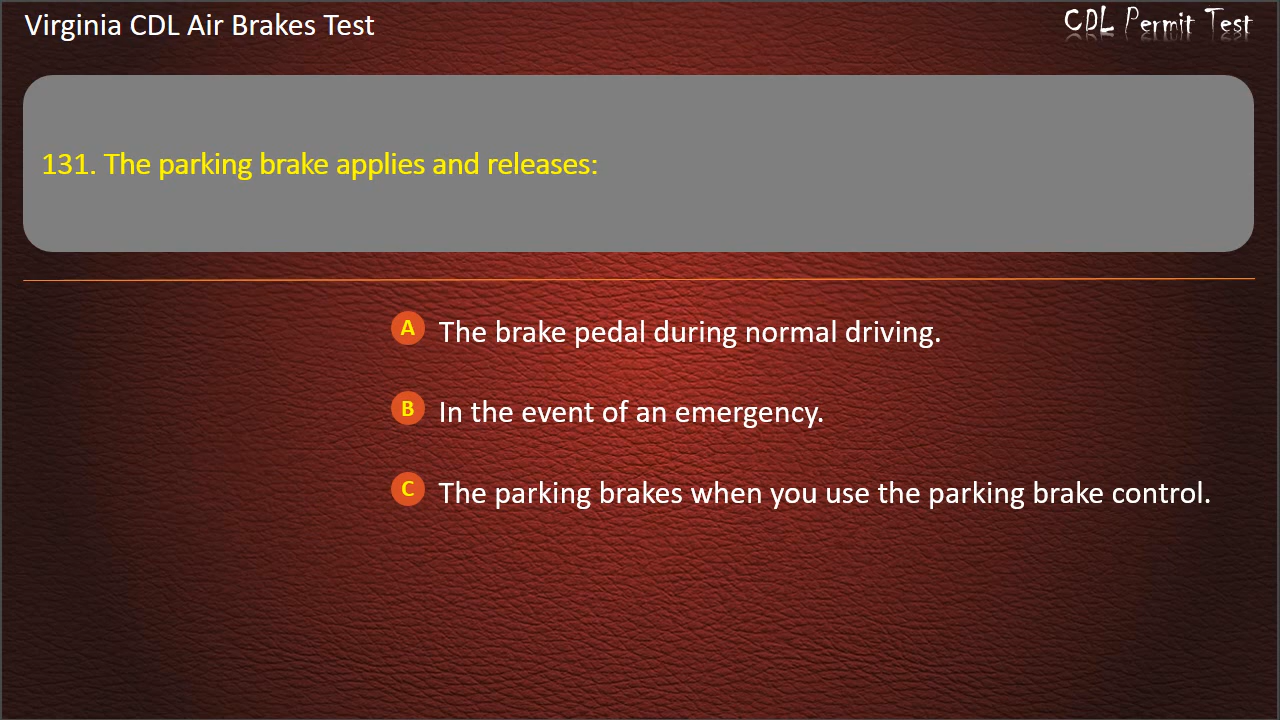 Virginia CDL Air Brakes Test
CDL Permit Test
131. The parking brake applies and releases:
A The brake pedal during normal driving.
B In the event of an emergency.
C The parking brakes when you use the parking brake control.